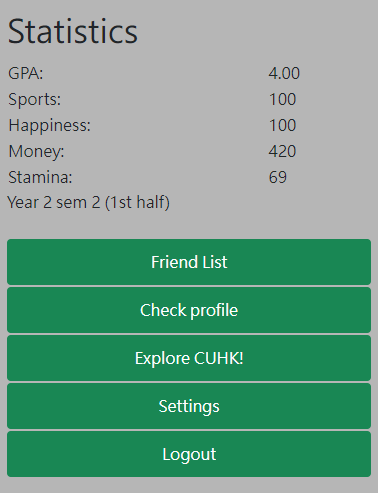 Statistics
GPA: 4.00
Sports: 100
Happiness: 100
Money: 420
Stamina: 69
Year 2 sem 2 (1st half)
Friend List
Check profile
Explore CUHK!
Settings
Logout